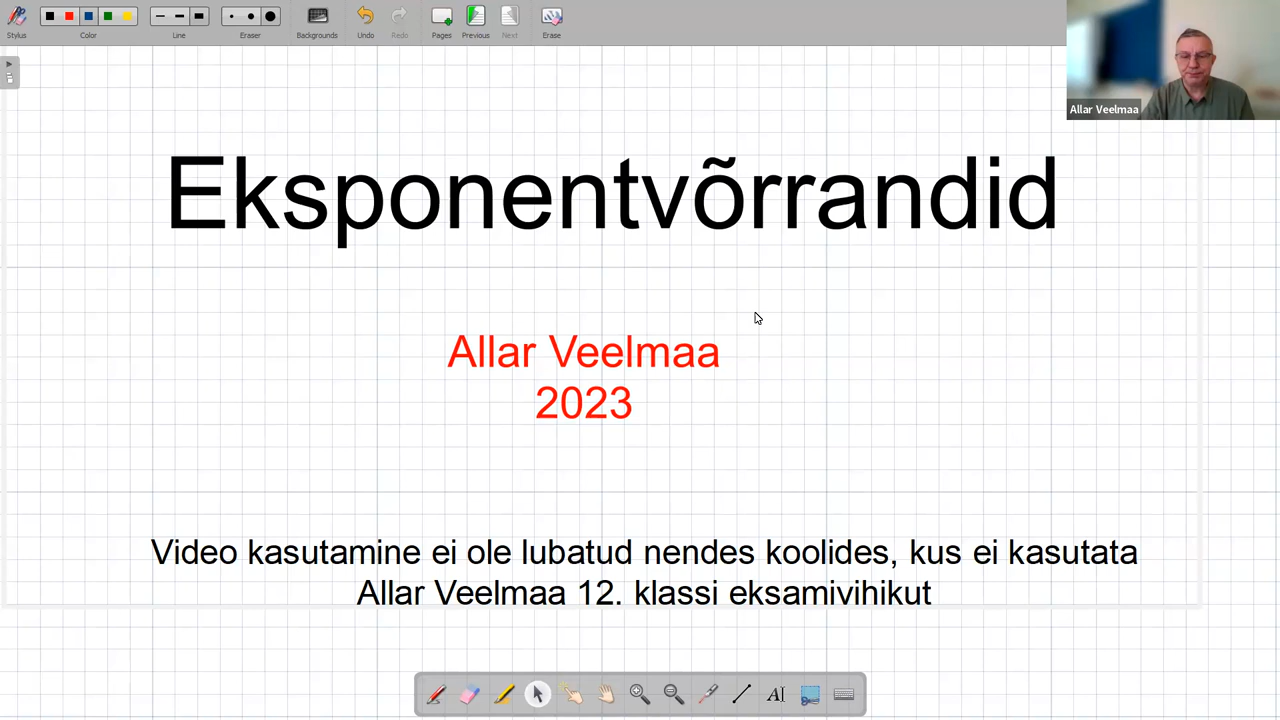 Stylus
Color
Line
Eraser
Backgrounds
Undo
Redo
Pages
Previous
Next
Erase
Allar Veelmaa
Eksponentvõrrandid
Allar Veelmaa
2023
Video kasutamine ei ole lubatud nendes koolides, kus ei kasutata
Allar Veelmaa 12. klassi eksamivihikut
AI